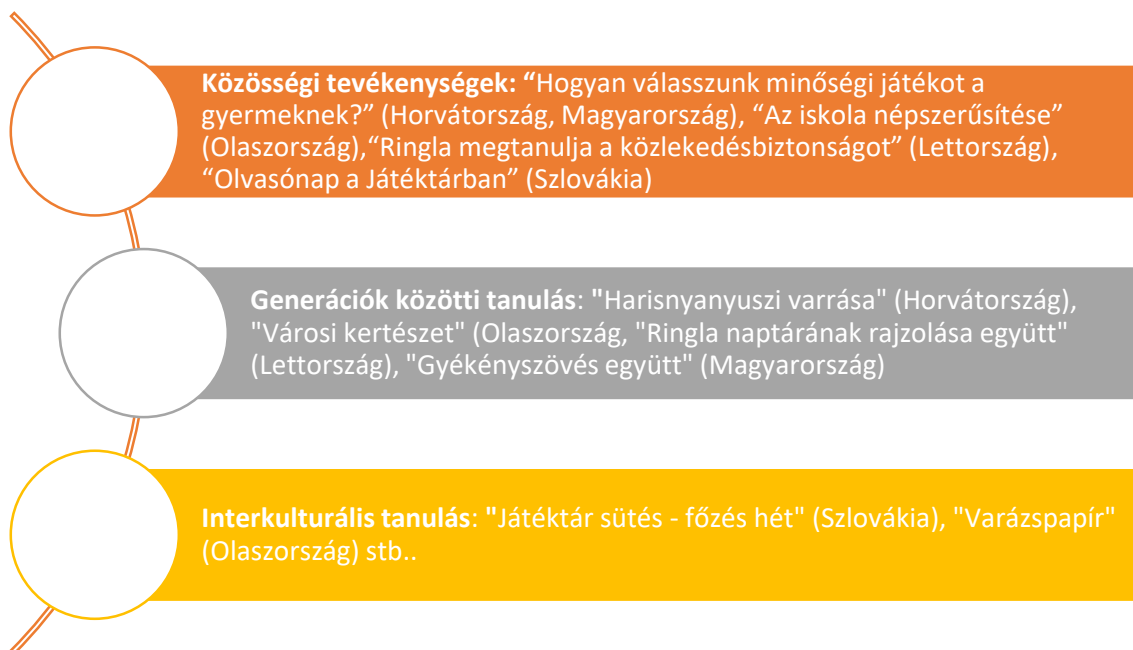 Közösségi tevékenységek: “Hogyan válasszunk minőségi játékot a
gyermeknek?” (Horvátország, Magyarország), “Az iskola népszerűsítése”
(Olaszország),“Ringla megtanulja a közlekedésbiztonságot” (Lettország),
“Olvasónap a Játéktárban” (Szlovákia)
Generációk közötti tanulás: "Harisnyanyuszi varrása" (Horvátország),
"Városi kertészet" (Olaszország, "Ringla naptárának rajzolása együtt"
(Lettország), "Gyékényszövés együtt" (Magyarország)
Interkulturális tanulás: "Játéktár sütés - főzés hét" (Szlovákia), "Varázspapír"
(Olaszország) stb..